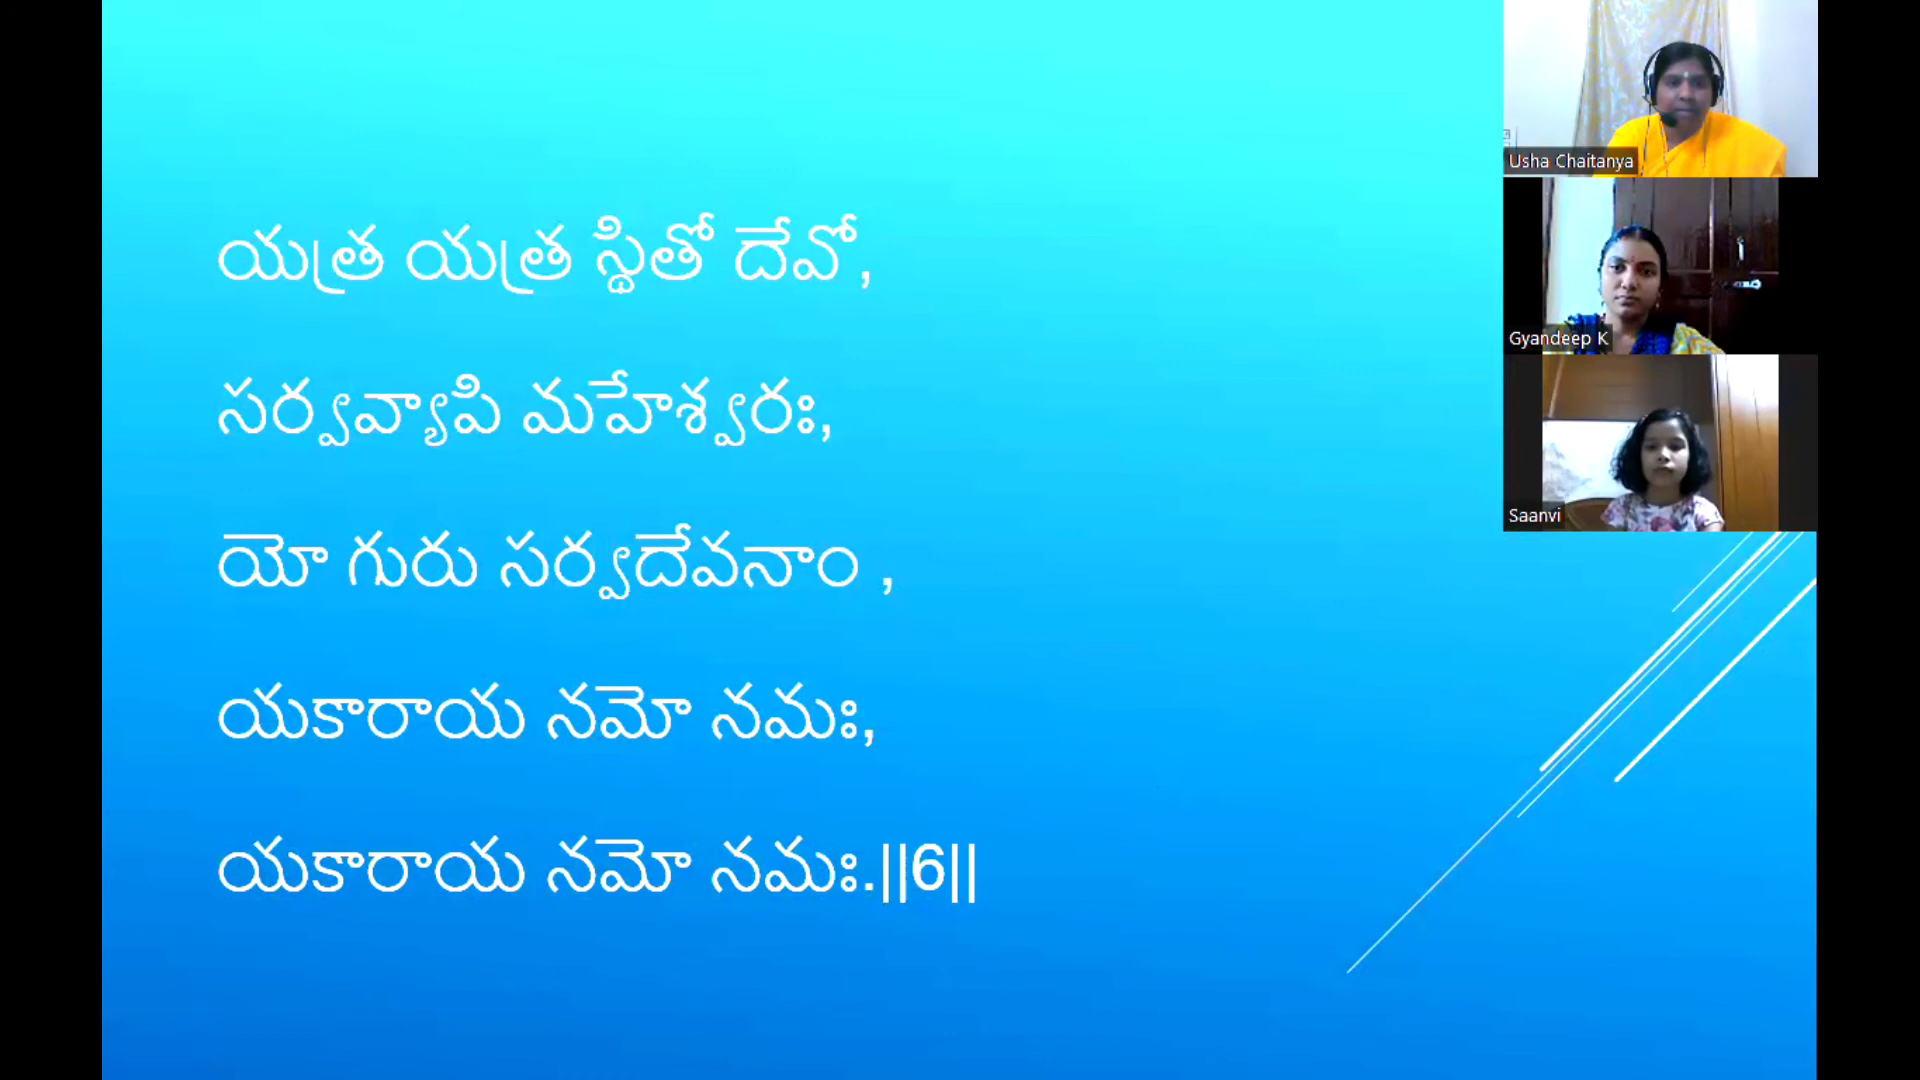 యత్ర యత్ర స్థితో దేవో,
సర్వవ్యాపి మహేశ్వరః,
యో గురు సర్వదేవనాం ,
యకారాయ నమో నమః,
యకారాయ నమో నమః.||6||
Usha Chaitanya
Gyandeep K
Saanvi